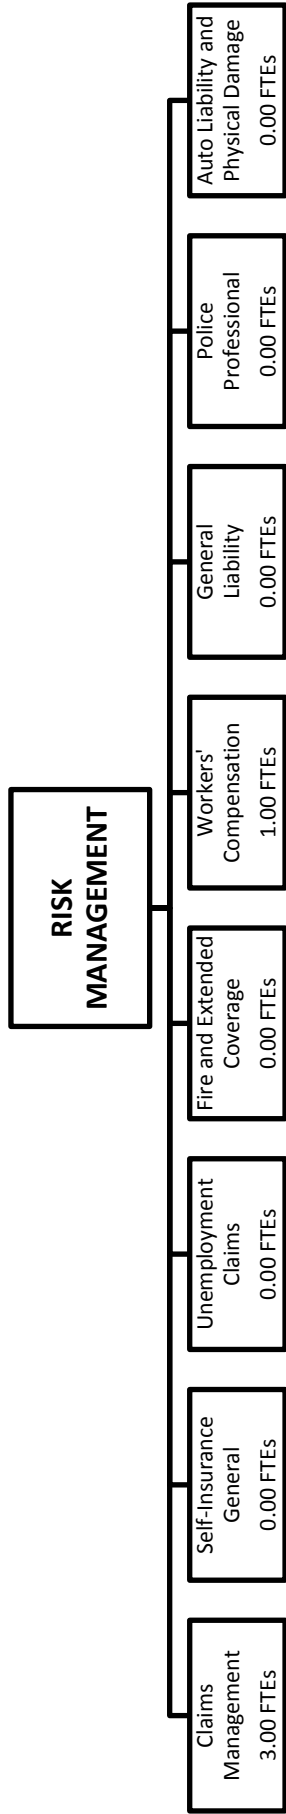 RISK
MANAGEMENT
Claims
Management
3.00 FTEs
Self-Insurance
General
0.00 FTEs
Unemployment
Claims
0.00 FTEs
Fire and Extended
Coverage
0.00 FTEs
Workers'
Compensation
1.00 FTEs
General
Liability
0.00 FTEs
Police
Professional
0.00 FTEs
Auto Liability and
Physical Damage
0.00 FTEs